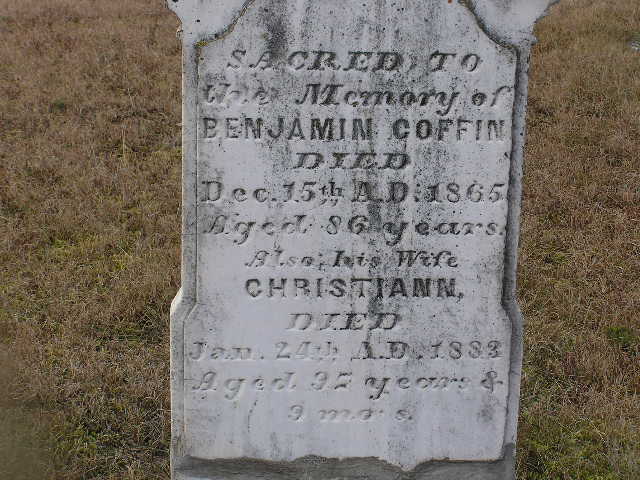 SACRED TO
the Memory of
BENJAMIN COFFIN
DIED
Dec. 15th, A.D. 1865
Aged 86 years.
Also, his Wife
CHRISTIANN,
DIED
Jan. 24th, A.D. 1883
Aged 97 years &
9 mo's.